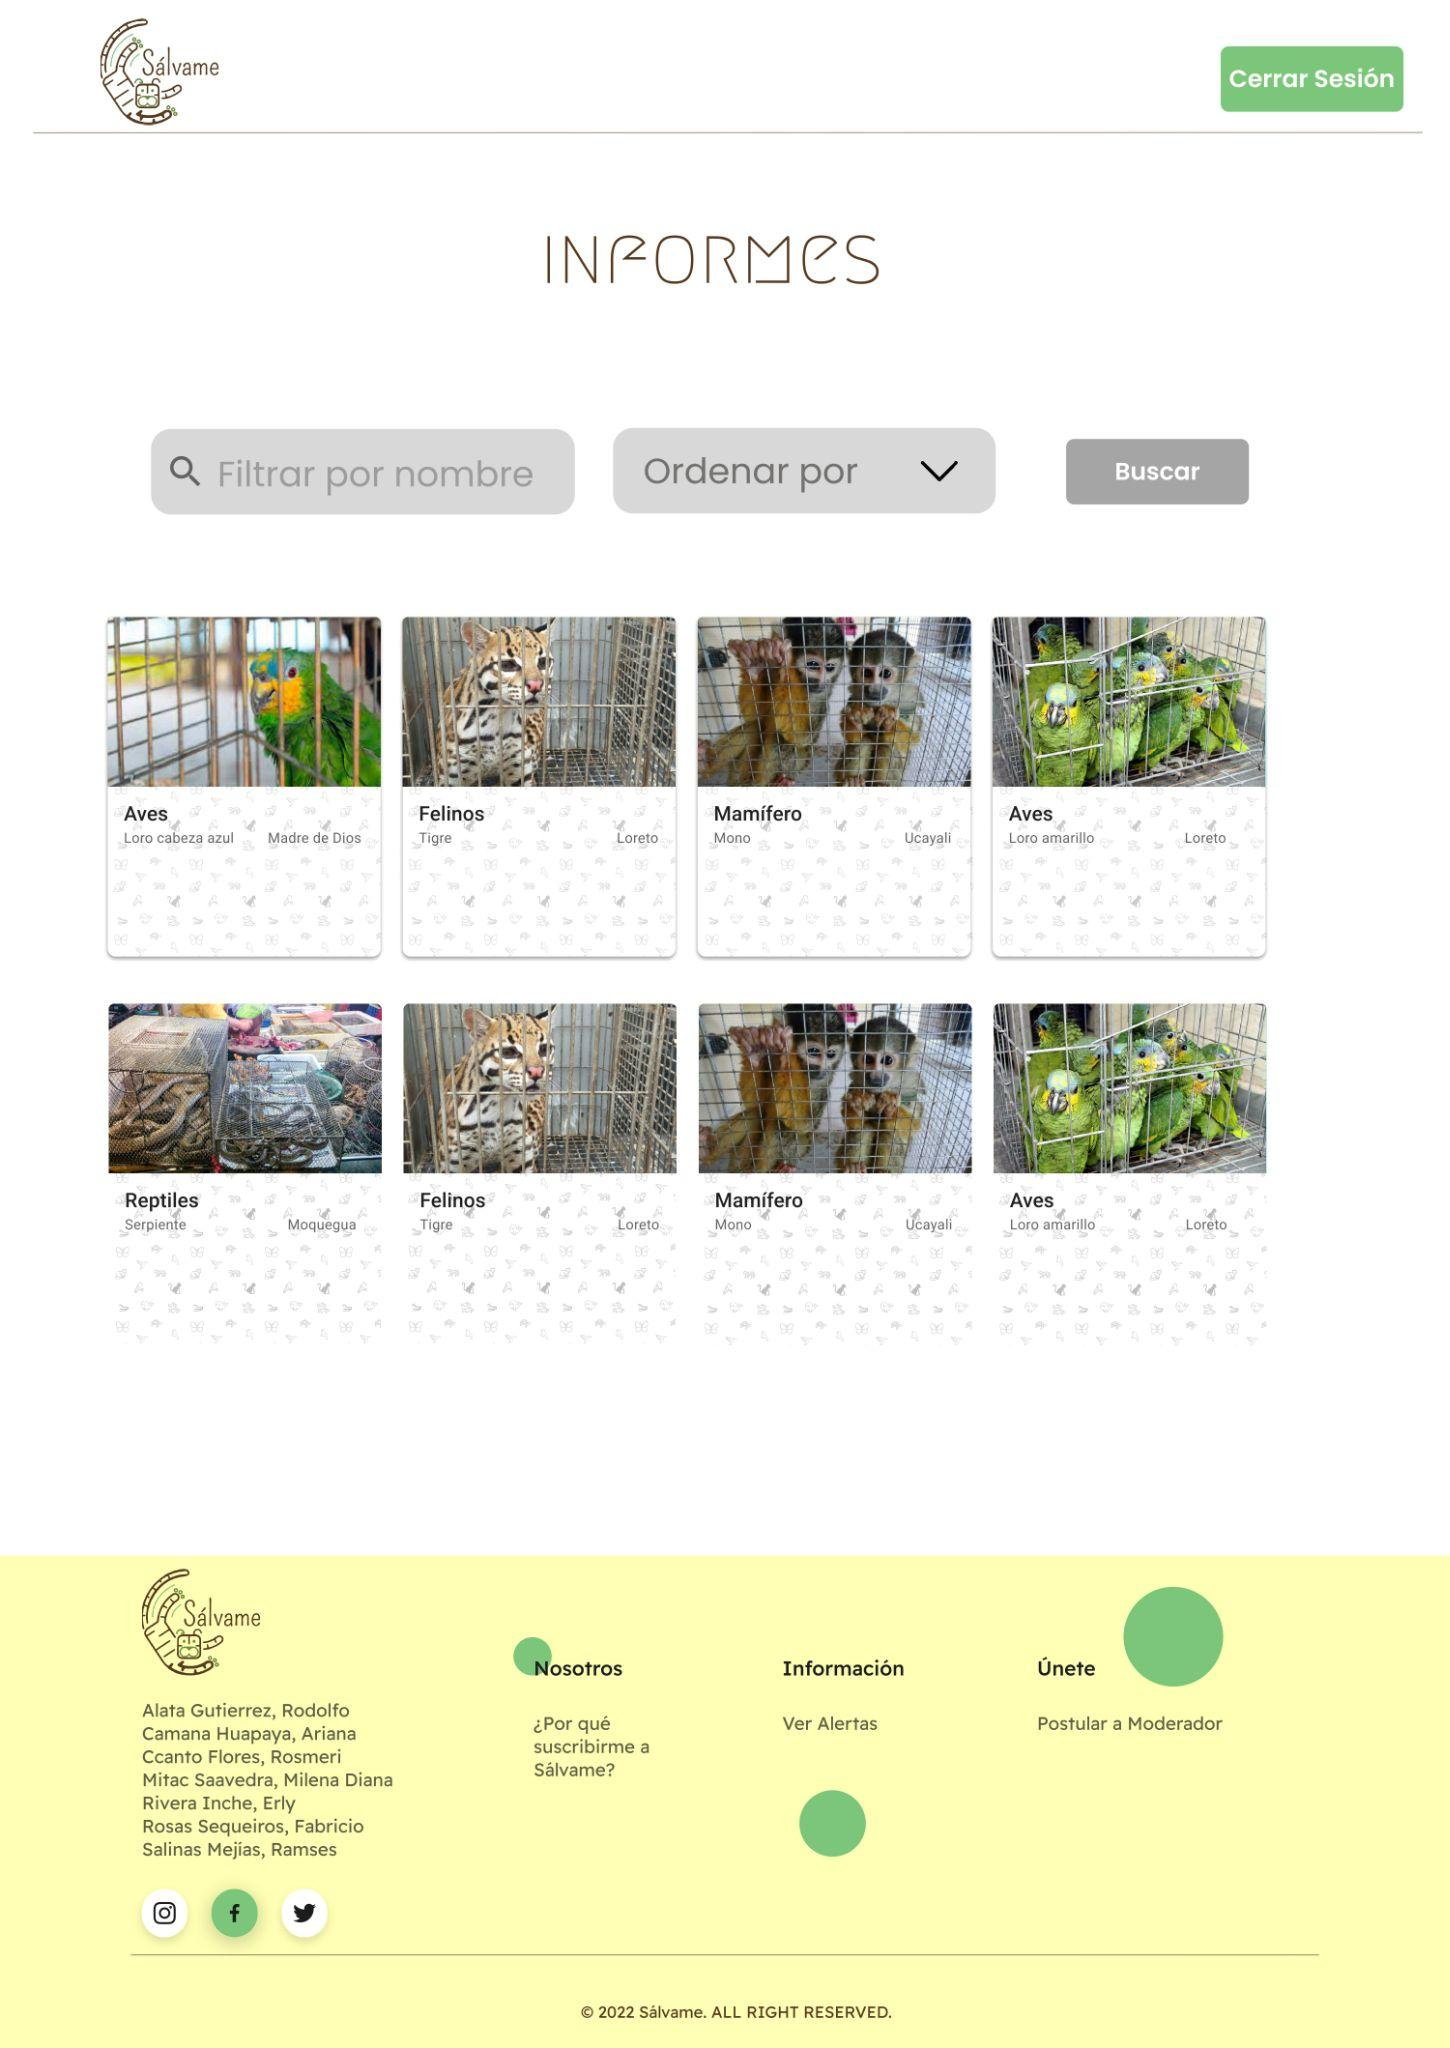 Sálvame
Cerrar Sesión
INFORMES
Filtrar por nombre
Ordenar por
Buscar
Aves
Loro cabeza azul Madre de Dios
Felinos
Tigre Loreto
Mamífero
Mono Ucayali
Aves
Loro amarillo Loreto
Reptiles
Serpiente Moquegua
Felinos
Tigre Loreto
Mamífero
Mono Ucayali
Aves
Loro amarillo Loreto
Sálvame
Alata Gutierrez, Rodolfo
Camana Huapaya, Ariana
Ccanto Flores, Rosmeri
Mitac Saavedra, Milena Diana
Rivera Inche, Erly
Rosas Sequeiros, Fabricio
Salinas Mejías, Ramses
Nosotros
¿Por qué
suscribirme a
Sálvame?
Información
Ver Alertas
Únete
Postular a Moderador
© 2022 Sálvame. ALL RIGHT RESERVED.